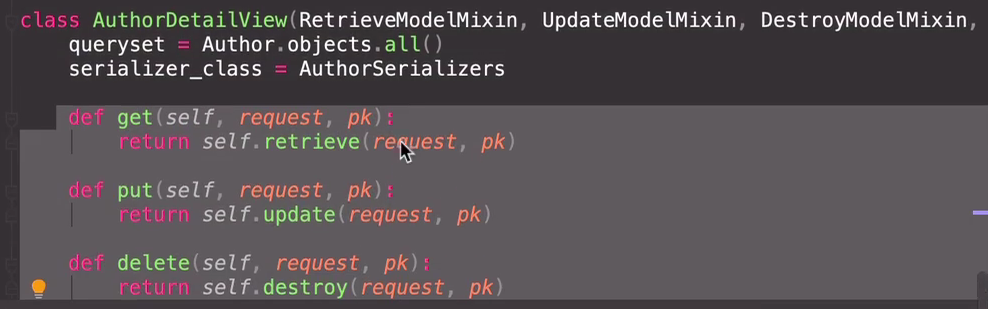 class AuthorDetailView(RetrieveModelMixin, UpdateModelMixin, DestroyModelMixin,
queryset = Author.objects.all()
serializer_class = AuthorSerializers
def get(self, request, pk):
return self.retrieve(request, pk)
def put(self, request, pk):
return self.update(request, pk)
def delete(self, request, pk):
return self.destroy(request, pk)